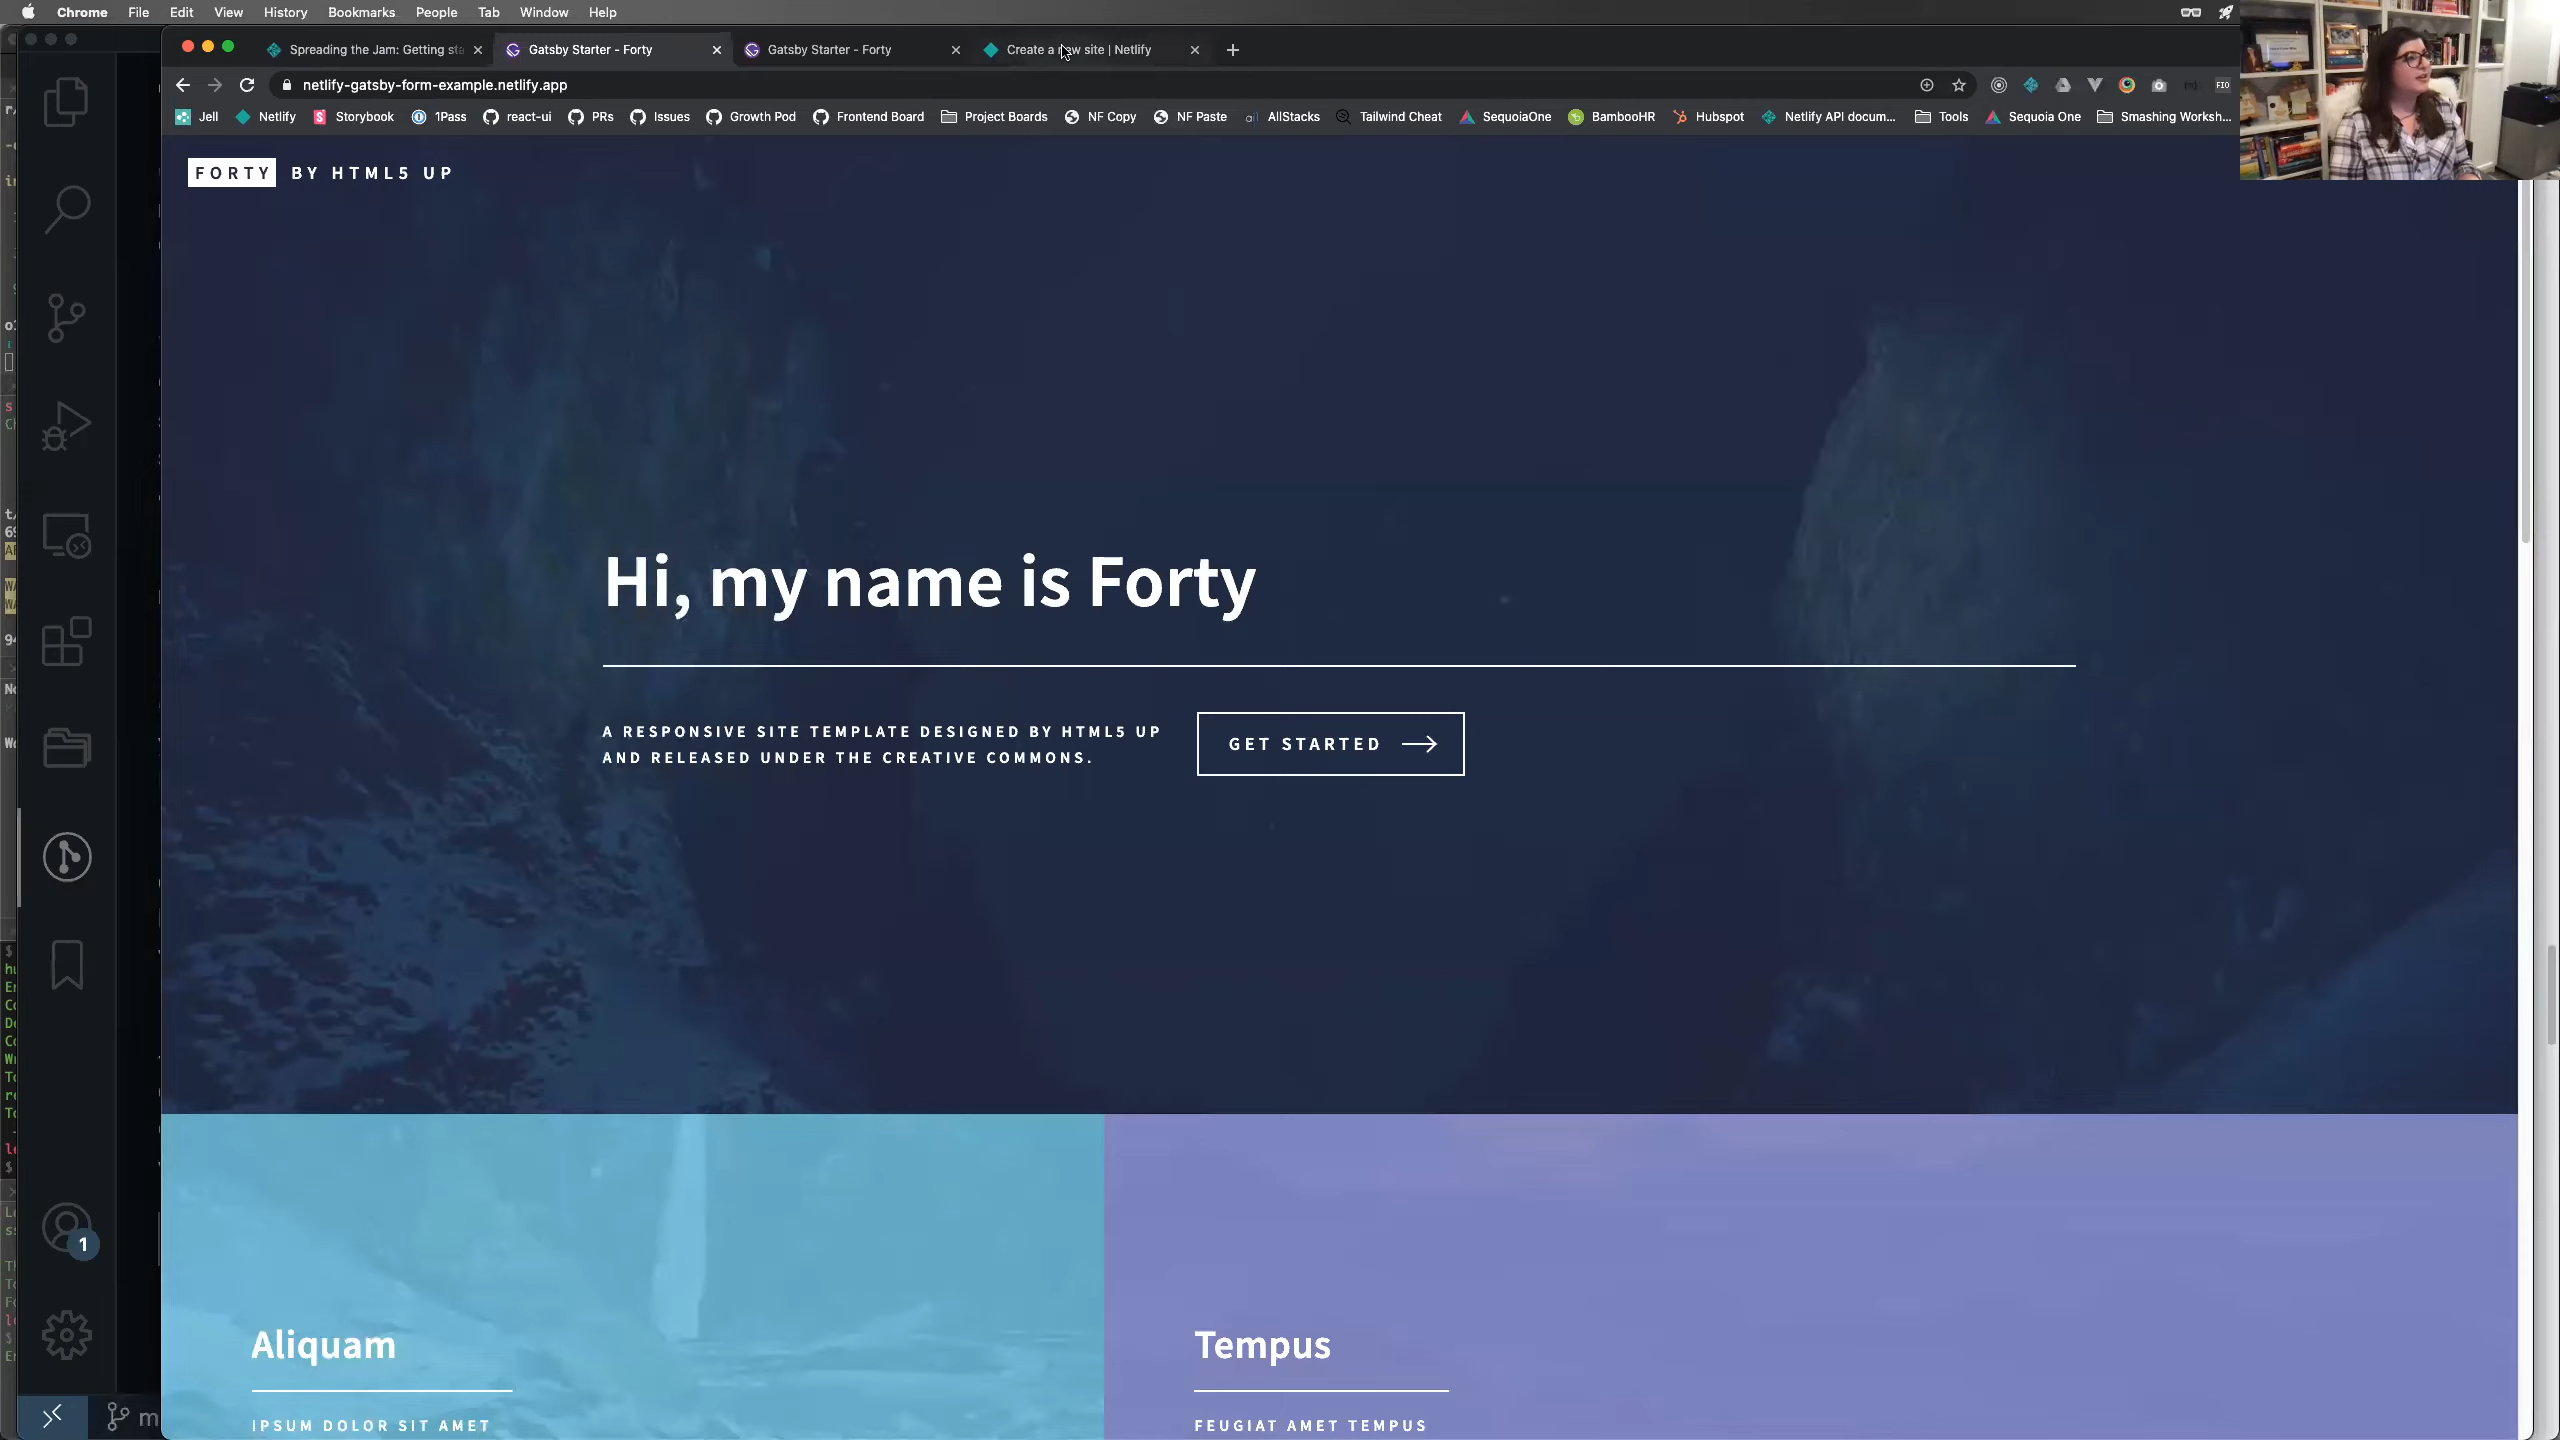 Chrome File Edit View History Bookmarks People Tab Window Help
Spreading the Jam: Getting sta
Gatsby Starter - Forty
Gatsby Starter - Forty
Create a new site | Netlify
netlify-gatsby-form-example.netlify.app
FIO
Jell Netlify Storybook 1Pass react-ui PRs Issues Growth Pod Frontend Board Project Boards NF Copy NF Paste AllStacks Tailwind Cheat SequoiaOne BambooHR Hubspot Netlify API docum... Tools Sequoia One Smashing Worksh...
FORTY BY HTML5 UP
Hi, my name is Forty
A RESPONSIVE SITE TEMPLATE DESIGNED BY HTML5 UP
AND RELEASED UNDER THE CREATIVE COMMONS.
GET STARTED
Aliquam
IPSUM DOLOR SIT AMET
Tempus
FEUGIAT AMET TEMPUS
1
m